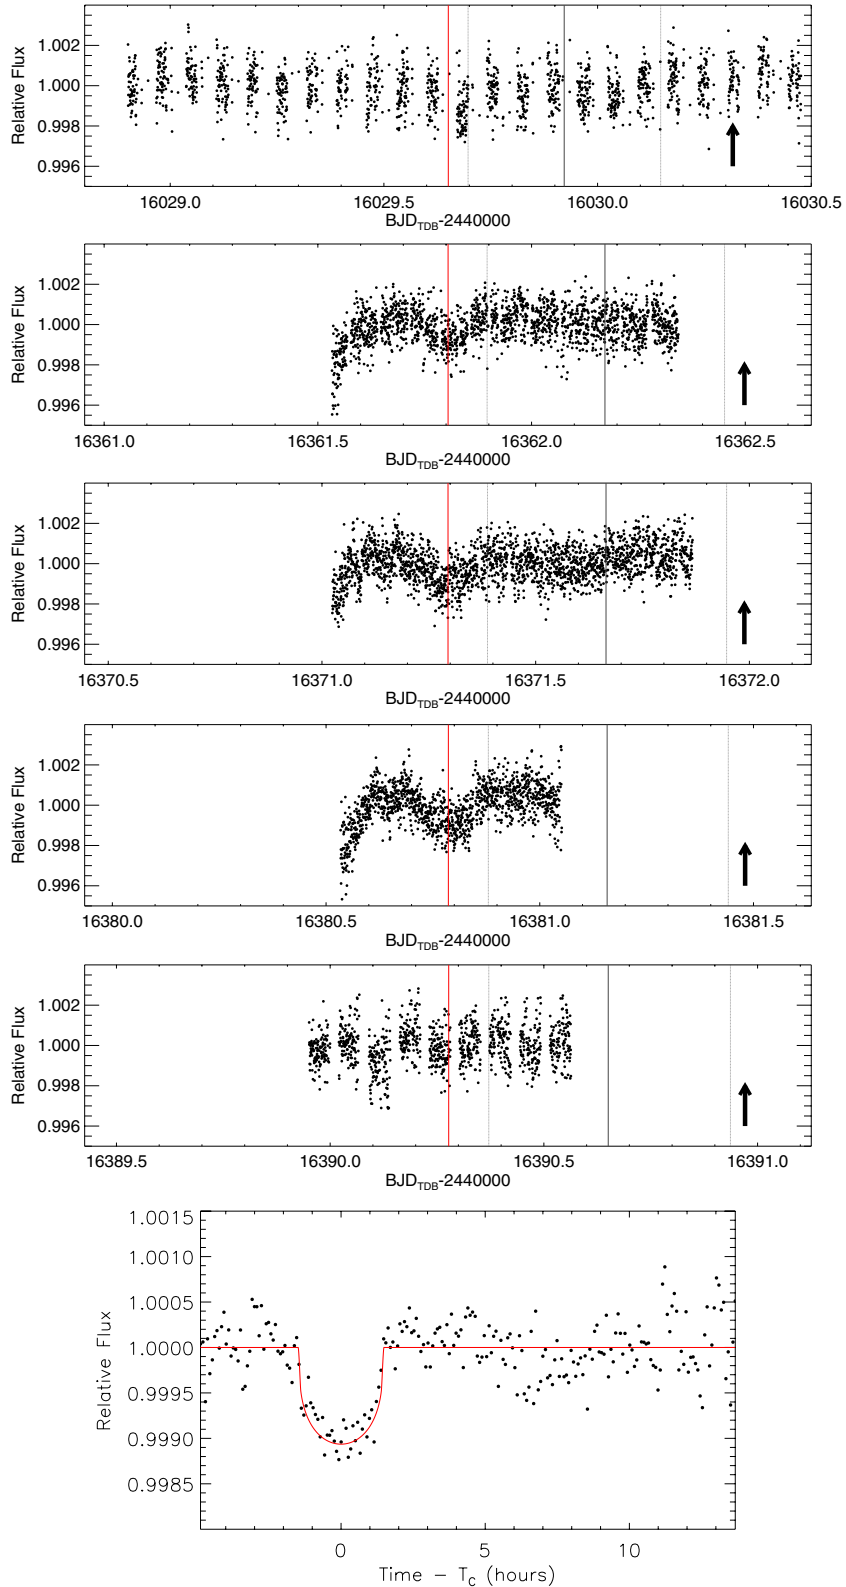 1.002
1.000
0.998
0.996
Relative Flux
16029.0 16029.5 16030.0 16030.5
BJD_TDB-2440000
1.002
1.000
0.998
0.996
Relative Flux
16361.0 16361.5 16362.0 16362.5
BJD_TDB-2440000
1.002
1.000
0.998
0.996
Relative Flux
16370.5 16371.0 16371.5 16372.0
BJD_TDB-2440000
1.002
1.000
0.998
0.996
Relative Flux
16380.0 16380.5 16381.0 16381.5
BJD_TDB-2440000
1.002
1.000
0.998
0.996
Relative Flux
16389.5 16390.0 16390.5 16391.0
BJD_TDB-2440000
1.0015
1.0010
1.0005
1.0000
0.9995
0.9990
0.9985
Relative Flux
0 5 10
Time – T_C (hours)